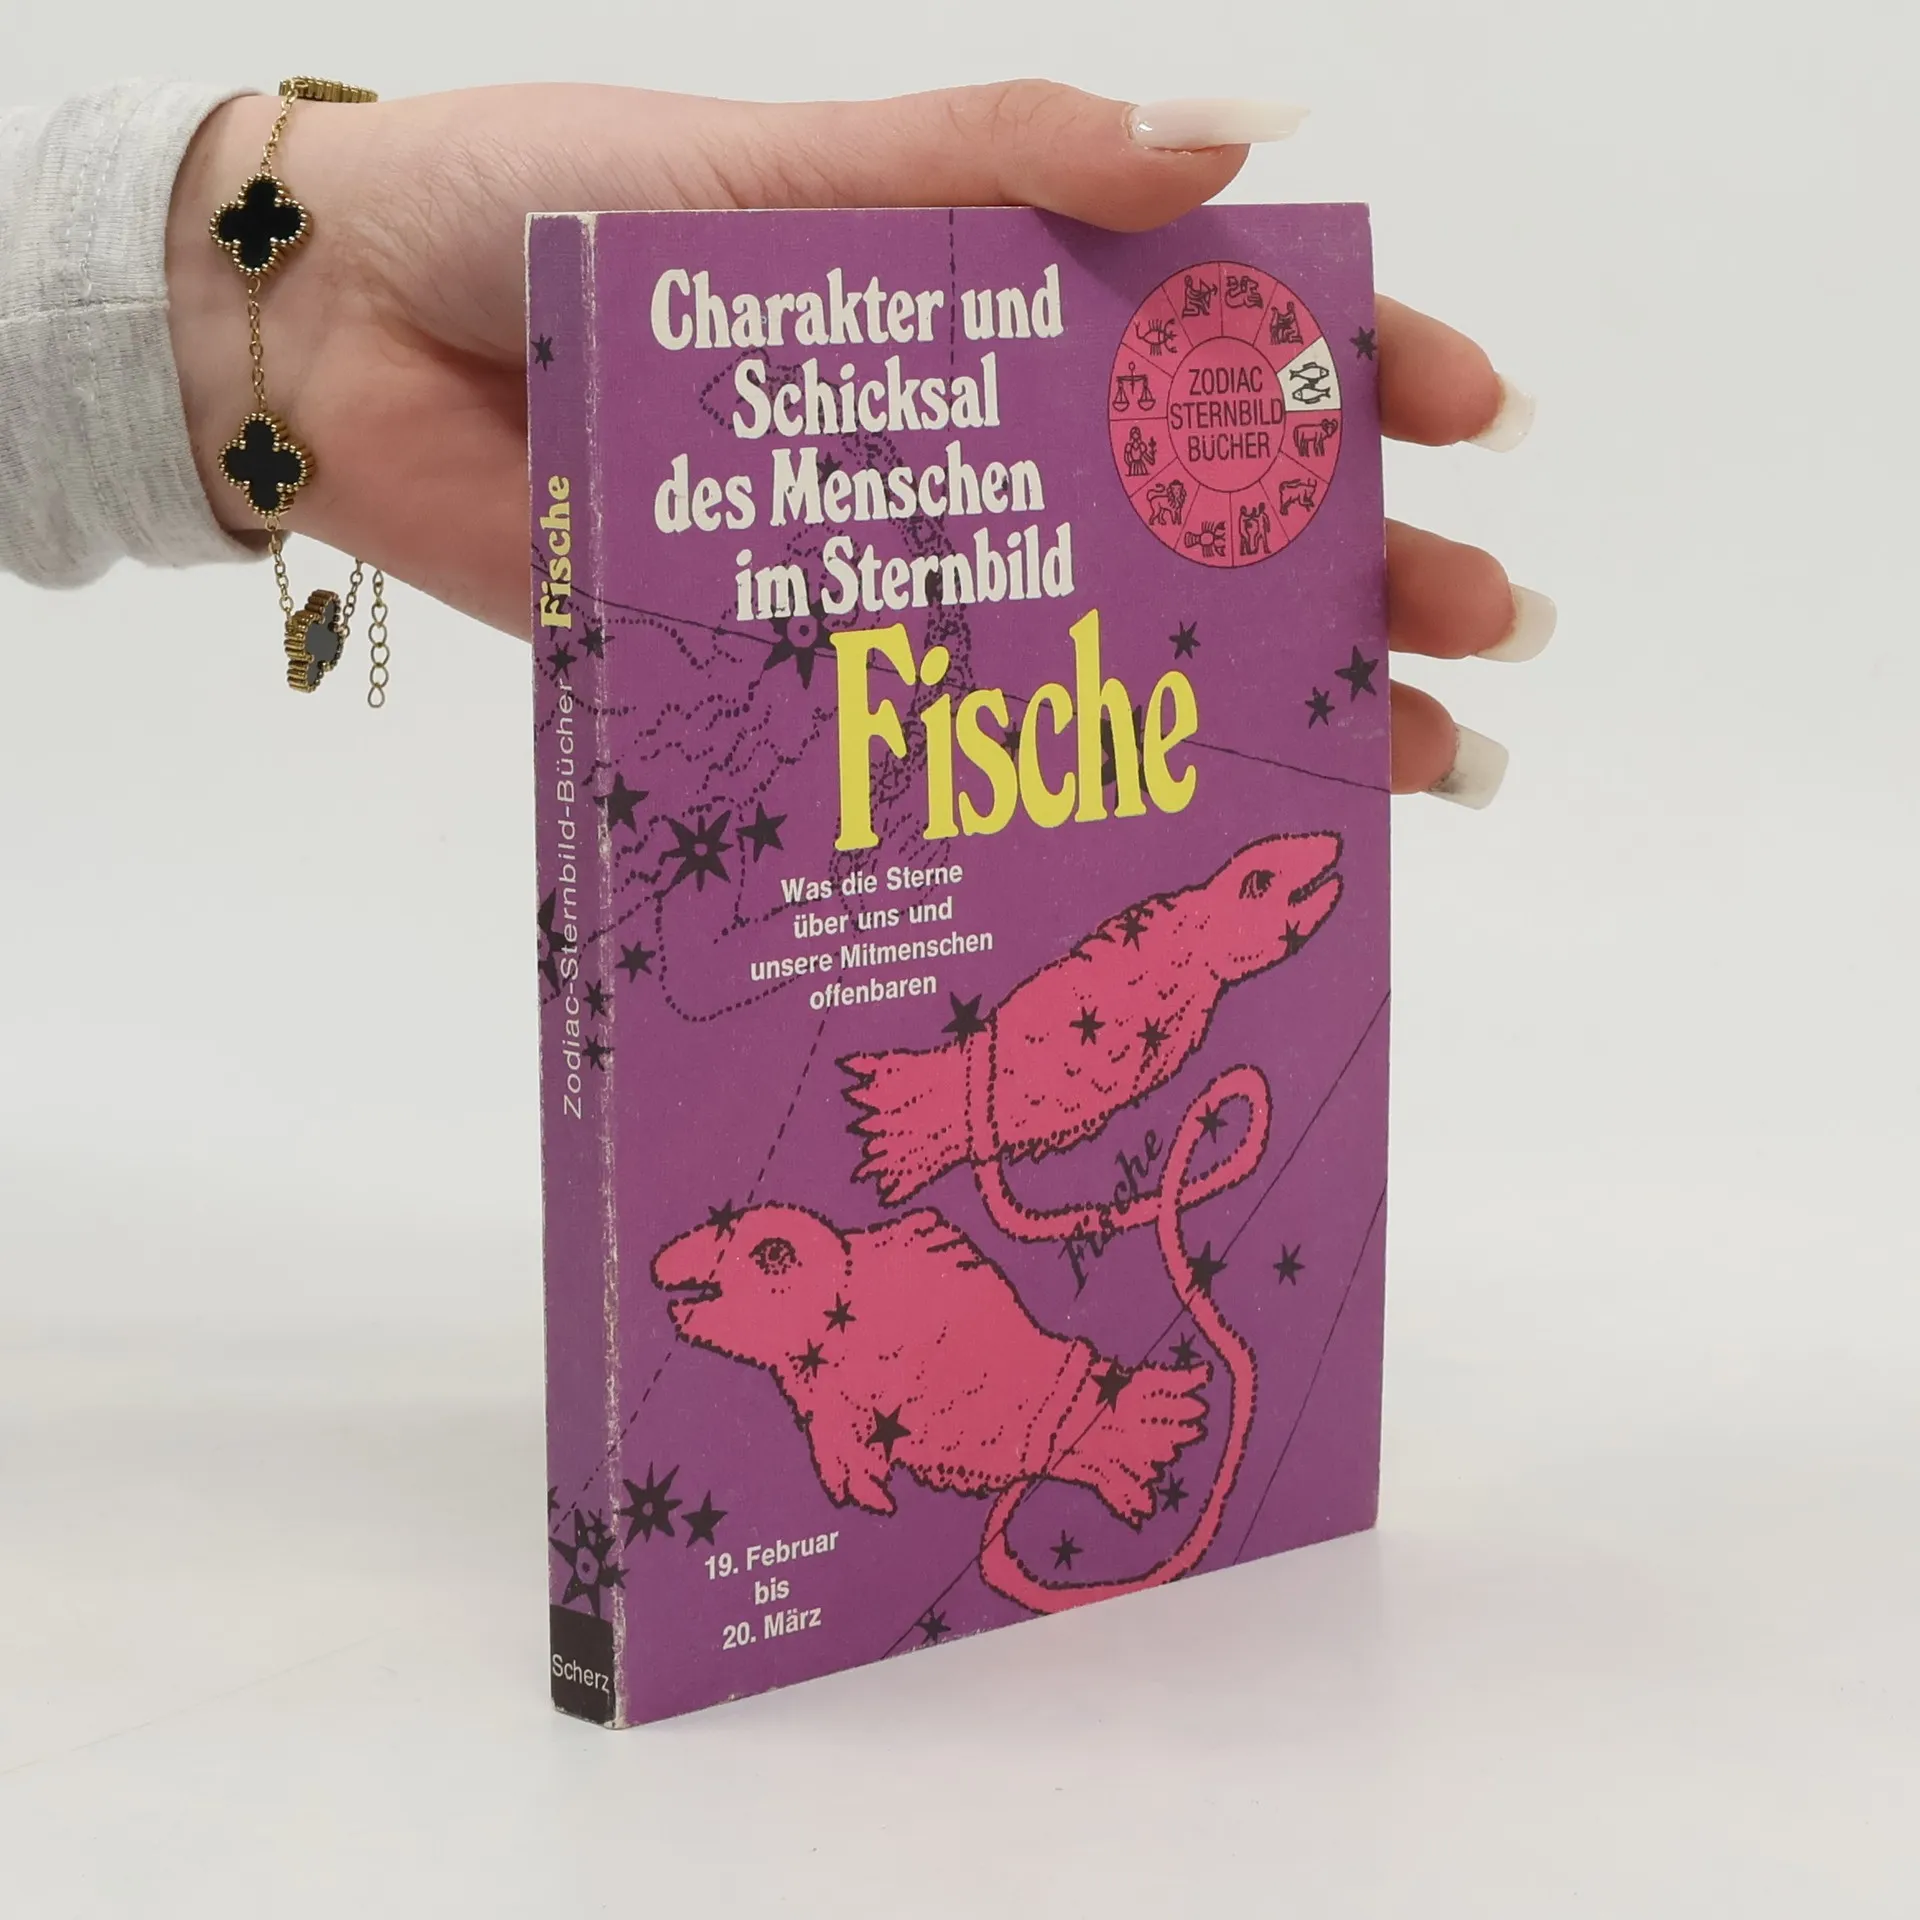 Charakter und
Schicksal
des Menschen
im Sternbild
Fische
ZODIAC
STERNBILD
BÜCHER
Was die Sterne
über uns und
unsere Mitmenschen
offenbaren
Fische
19. Februar
bis
20. März
Zodiac-Sternbild-Bücher Fische
Scherz